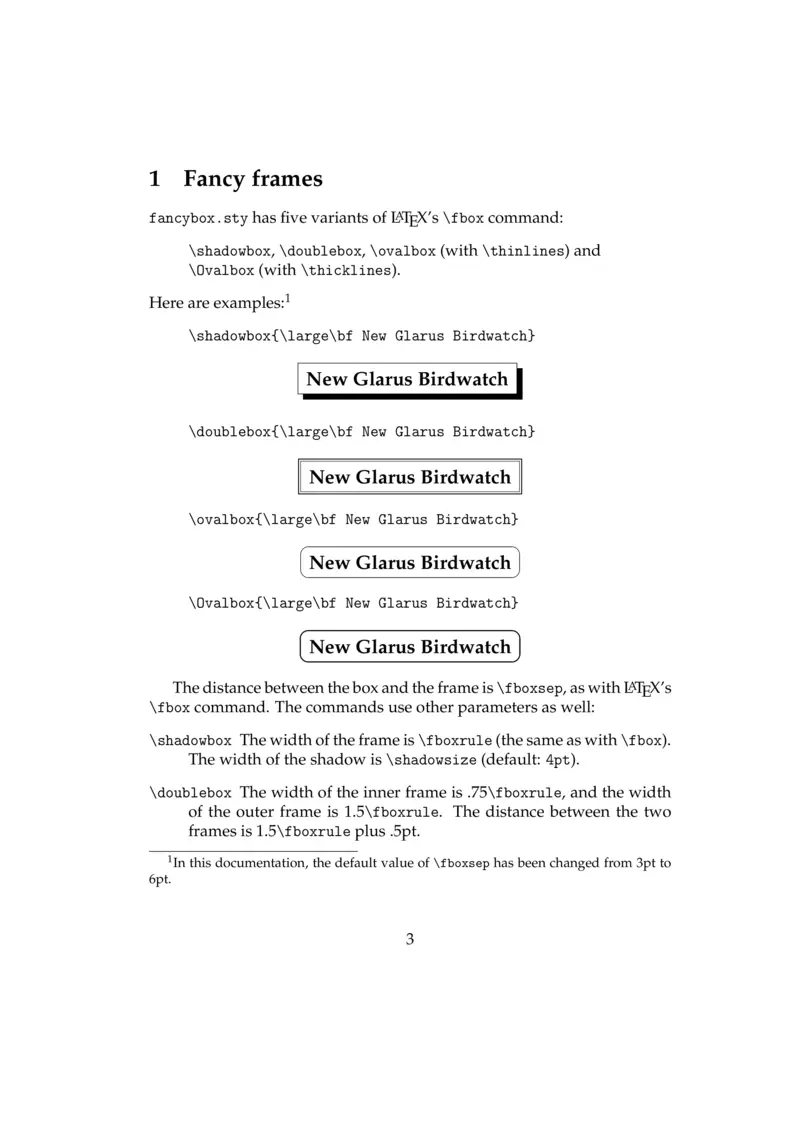 1 Fancy frames
fancybox.sty has five variants of LATEX's \fbox command:
\shadowbox, \doublebox, \ovalbox (with \thinlines) and
\Ovalbox (with \thicklines).
Here are examples:1
\shadowbox{\large\bf New Glarus Birdwatch}
New Glarus Birdwatch
\doublebox{\large\bf New Glarus Birdwatch}
New Glarus Birdwatch
\ovalbox{\large\bf New Glarus Birdwatch}
New Glarus Birdwatch
\Ovalbox{\large\bf New Glarus Birdwatch}
New Glarus Birdwatch
The distance between the box and the frame is \fboxsep, as with LATEX's
\fbox command. The commands use other parameters as well:
\shadowbox The width of the frame is \fboxrule (the same as with \fbox).
The width of the shadow is \shadowsize (default: 4pt).
\doublebox The width of the inner frame is .75\fboxrule, and the width
of the outer frame is 1.5\fboxrule. The distance between the two
frames is 1.5\fboxrule plus .5pt.
1In this documentation, the default value of \fboxsep has been changed from 3pt to
6pt.
3